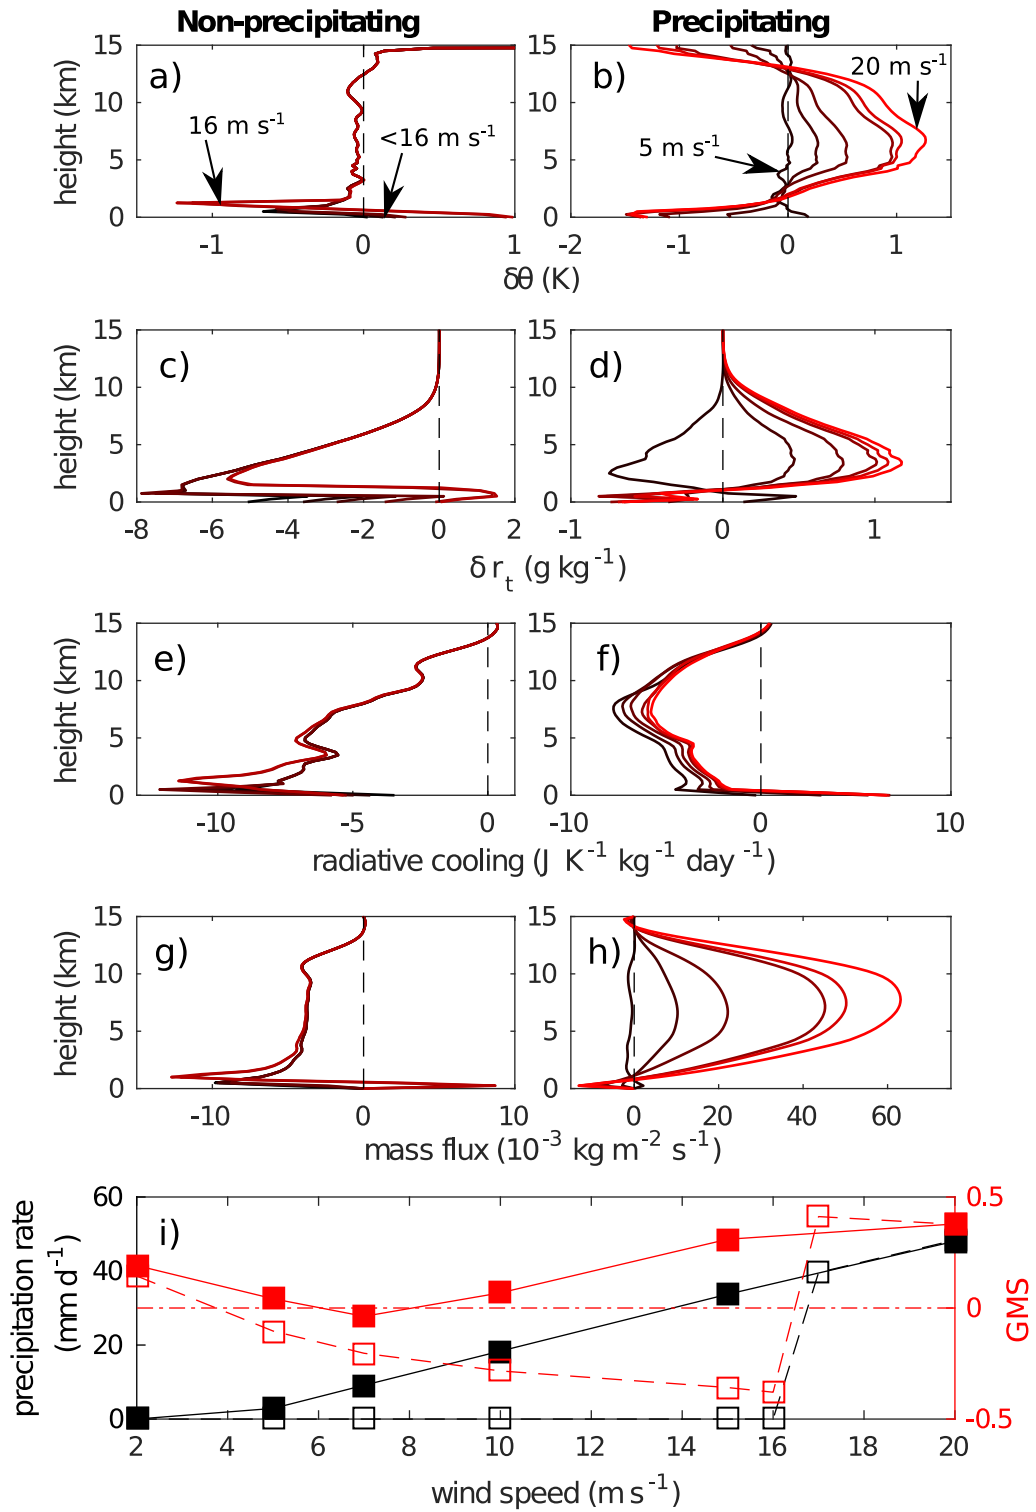 Non-precipitating Precipitating
15 15
a) b) 20 m s⁻¹
height (km) 10 10
16 m s⁻¹ <16 m s⁻¹ 5 m s⁻¹
5 5
0 0
-1 0 1 -2 -1 0 1
δθ (K)
15 15
c) d)
height (km) 10 10
5 5
0 0
-8 -6 -4 -2 0 2 -1 0 1
δ r_t (g kg⁻¹)
15 15
e) f)
height (km) 10 10
5 5
0 0
-10 -5 0 -10 0 10
radiative cooling (J K⁻¹ kg⁻¹ day⁻¹)
15 15
g) h)
height (km) 10 10
5 5
0 0
-10 0 10 0 20 40 60
mass flux (10⁻³ kg m⁻² s⁻¹)
60 0.5
i)
precipitation rate
(mm d⁻¹)
40
0 GMS
20
0 -0.5
2 4 6 8 10 12 14 16 18 20
wind speed (m s⁻¹)